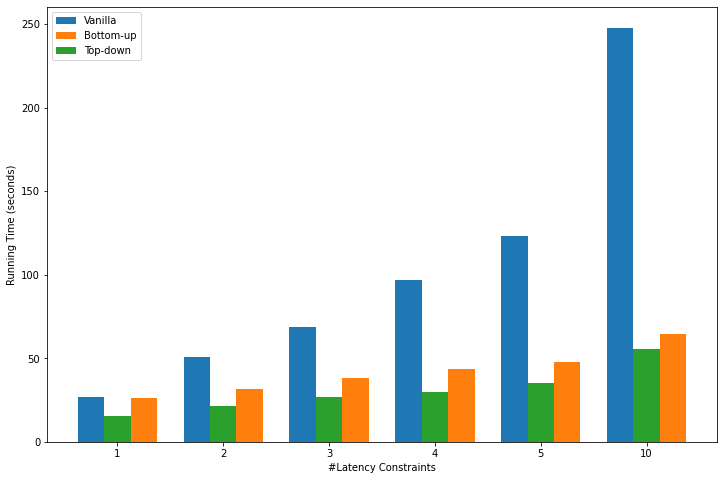 Vanilla
Bottom-up
Top-down
250
200
150
100
50
0
Running Time (seconds)
1 2 3 4 5 10
#Latency Constraints